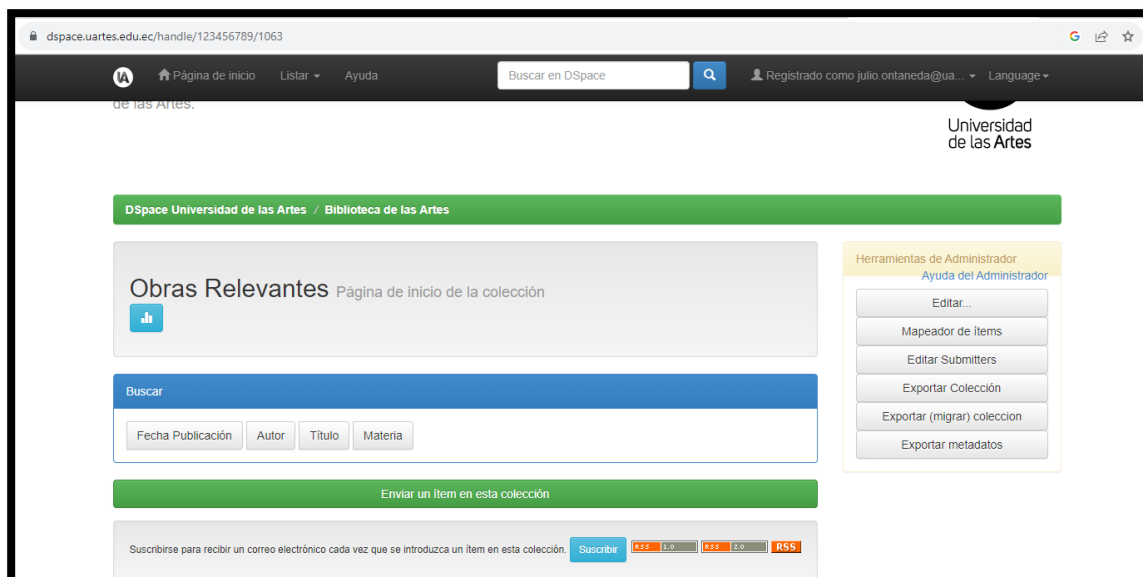 dspace.uartes.edu.ec/handle/123456789/1063
Página de inicio Listar Ayuda Buscar en DSpace Registrado como julio.ontaneda@ua... Language
de las Artes.
Universidad
de las Artes
DSpace Universidad de las Artes / Biblioteca de las Artes
Obras Relevantes Página de inicio de la colección
Herramientas de Administrador
Ayuda del Administrador
Editar...
Mapeador de ítems
Editar Submitters
Exportar Colección
Exportar (migrar) coleccion
Exportar metadatos
Buscar
Fecha Publicación Autor Título Materia
Enviar un ítem en esta colección
Suscribirse para recibir un correo electrónico cada vez que se introduzca un ítem en esta colección. Suscribir RSS 1.0 RSS 2.0 RSS